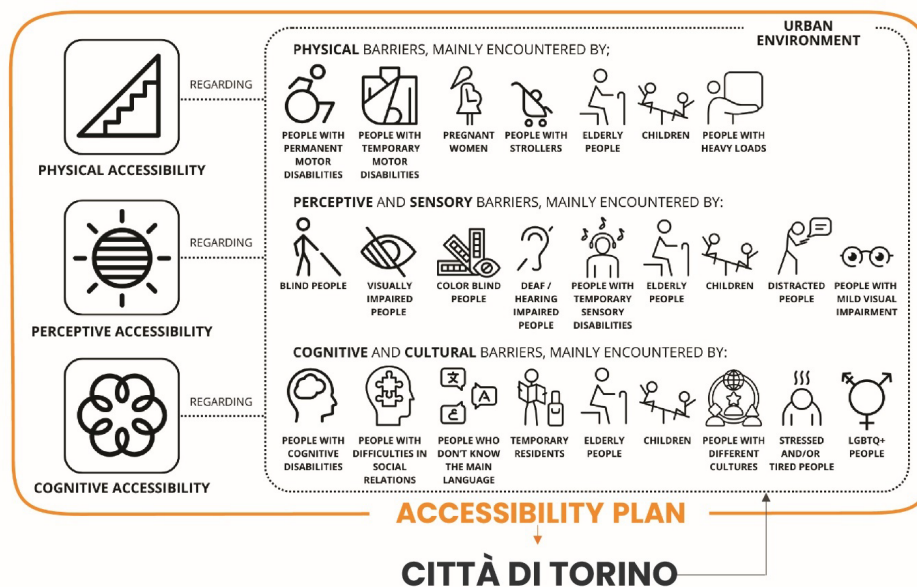 URBAN
ENVIRONMENT
PHYSICAL BARRIERS, MAINLY ENCOUNTERED BY;
REGARDING
PEOPLE WITH
PERMANENT
MOTOR
DISABILITIES
PEOPLE WITH
TEMPORARY
MOTOR
DISABILITIES
PREGNANT
WOMEN
PEOPLE WITH
STROLLERS
ELDERLY
PEOPLE
CHILDREN
PEOPLE WITH
HEAVY LOADS
PHYSICAL ACCESSIBILITY
PERCEPTIVE AND SENSORY BARRIERS, MAINLY ENCOUNTERED BY:
REGARDING
BLIND PEOPLE
VISUALLY
IMPAIRED
PEOPLE
COLOR BLIND
PEOPLE
DEAF /
HEARING
IMPAIRED
PEOPLE
PEOPLE WITH
TEMPORARY
SENSORY
DISABILITIES
ELDERLY
PEOPLE
CHILDREN
DISTRACTED
PEOPLE
PEOPLE WITH
MILD VISUAL
IMPAIRMENT
PERCEPTIVE ACCESSIBILITY
COGNITIVE AND CULTURAL BARRIERS, MAINLY ENCOUNTERED BY:
REGARDING
文
A
ع
PEOPLE WITH
COGNITIVE
DISABILITIES
PEOPLE WITH
DIFFICULTIES IN
SOCIAL
RELATIONS
PEOPLE WHO
DON'T KNOW
THE MAIN
LANGUAGE
TEMPORARY
RESIDENTS
ELDERLY
PEOPLE
CHILDREN
PEOPLE WITH
DIFFERENT
CULTURES
STRESSED
AND/OR
TIRED PEOPLE
LGBTQ+
PEOPLE
COGNITIVE ACCESSIBILITY
ACCESSIBILITY PLAN
CITTÀ DI TORINO